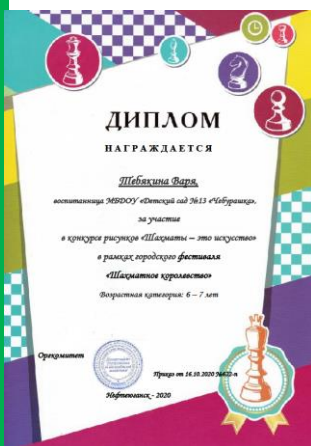 ДИПЛОМ
НАГРАЖДАЕТСЯ
Тебякина Варя,
воспитанница МБДОУ «Детский сад №13 «Чебурашка»,
за участие
в конкурсе рисунков «Шахматы – это искусство»
в рамках городского фестиваля
«Шахматное королевство»
Возрастная категория: 6 – 7 лет
Оргкомитет
Приказ от 16.10.2020 №622-п
Нефтеюганск - 2020